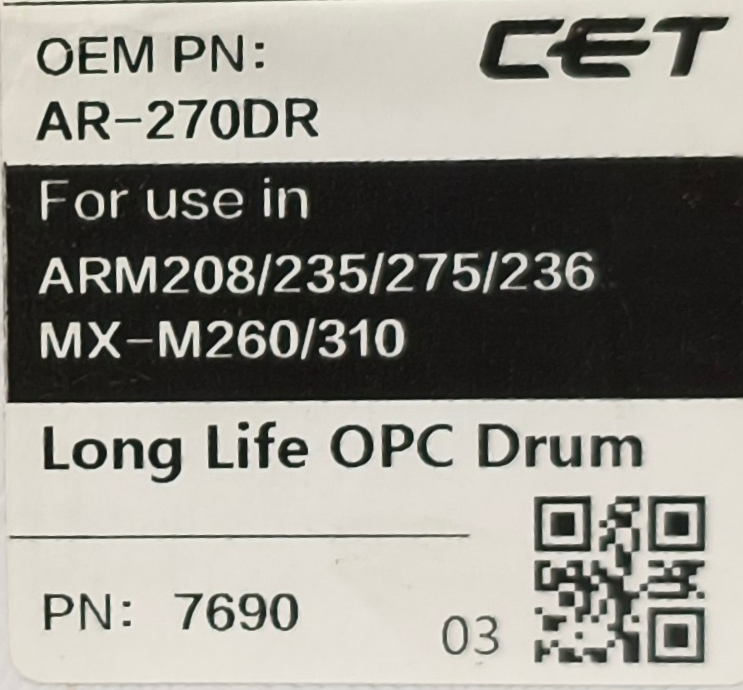 OEM PN:
CET
AR-270DR
For use in
ARM208/235/275/236
MX-M260/310
Long Life OPC Drum
PN: 7690
03